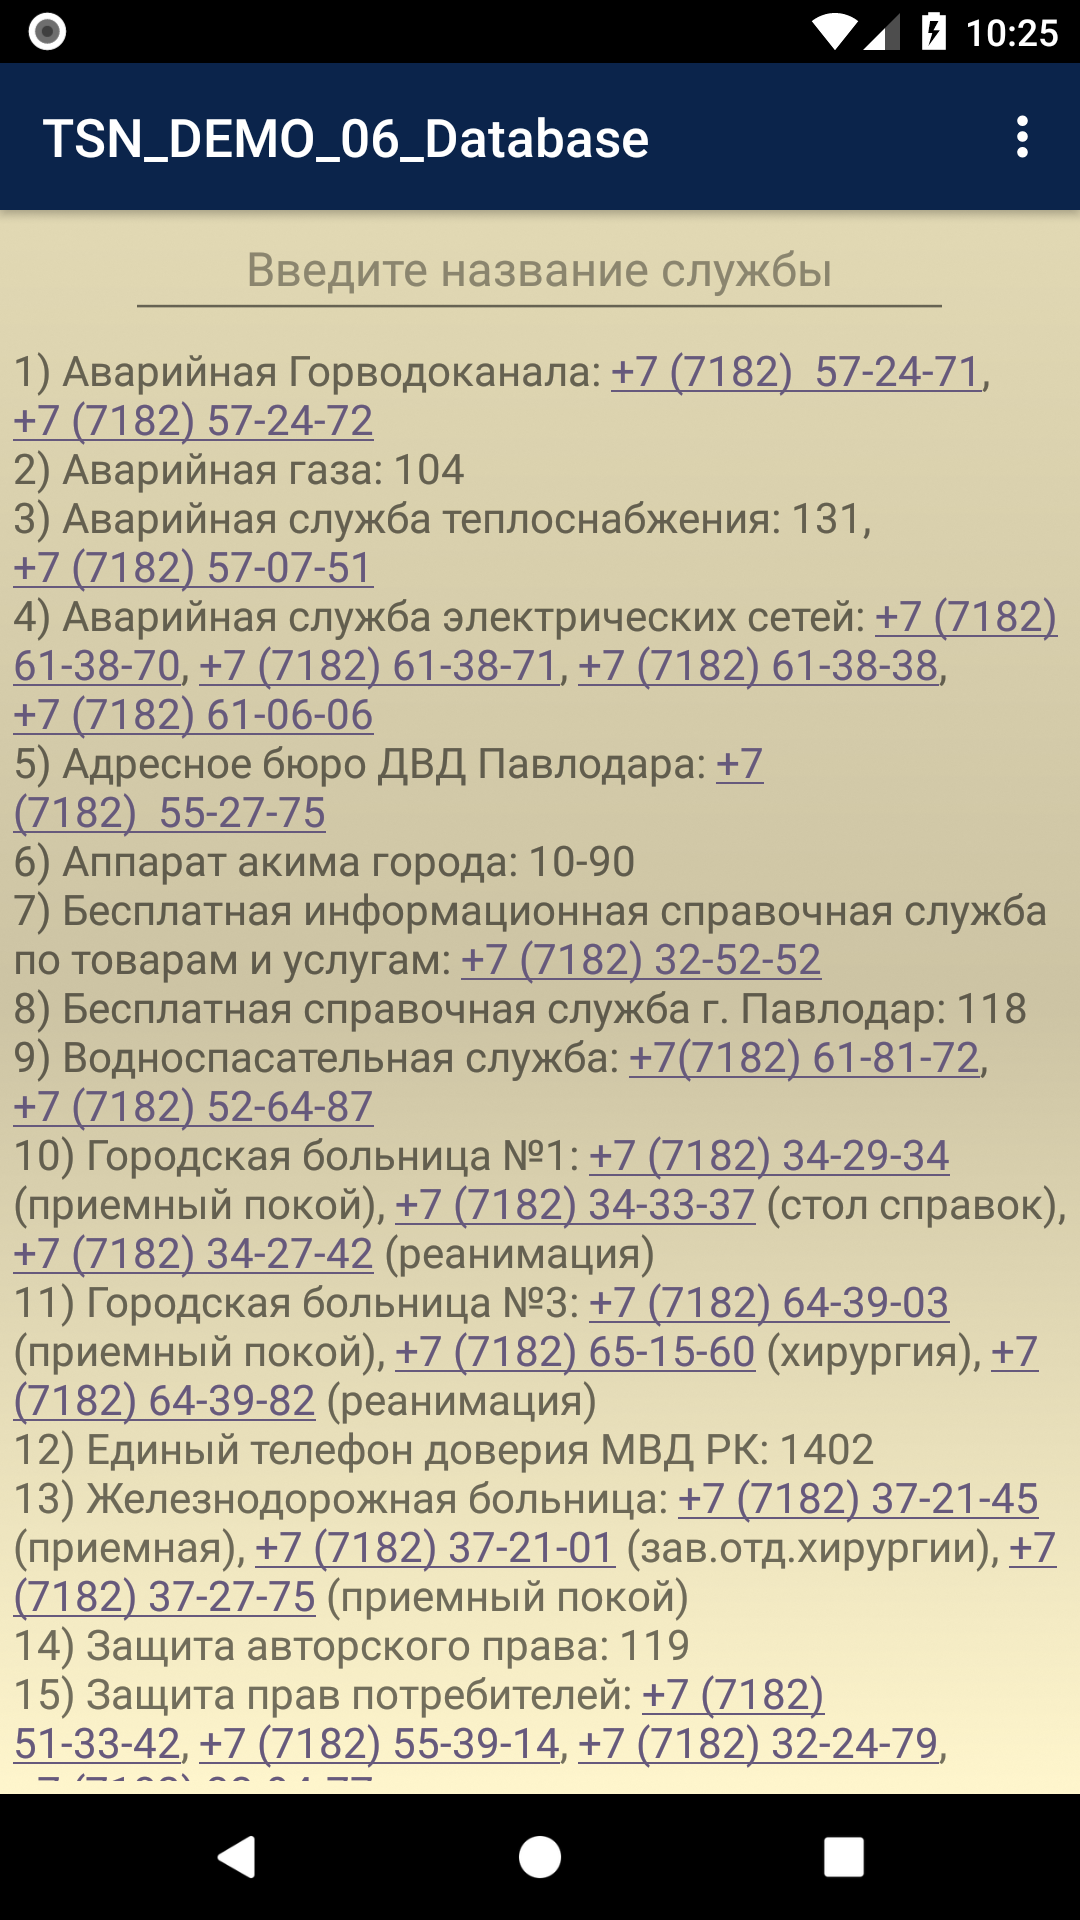 10:25
TSN_DEMO_06_Database
Введите название службы
1) Аварийная Горводоканала: +7 (7182)  57-24-71,
+7 (7182) 57-24-72
2) Аварийная газа: 104
3) Аварийная служба теплоснабжения: 131,
+7 (7182) 57-07-51
4) Аварийная служба электрических сетей: +7 (7182)
61-38-70, +7 (7182) 61-38-71, +7 (7182) 61-38-38,
+7 (7182) 61-06-06
5) Адресное бюро ДВД Павлодара: +7
(7182)  55-27-75
6) Аппарат акима города: 10-90
7) Бесплатная информационная справочная служба
по товарам и услугам: +7 (7182) 32-52-52
8) Бесплатная справочная служба г. Павлодар: 118
9) Водноспасательная служба: +7(7182) 61-81-72,
+7 (7182) 52-64-87
10) Городская больница №1: +7 (7182) 34-29-34
(приемный покой), +7 (7182) 34-33-37 (стол справок),
+7 (7182) 34-27-42 (реанимация)
11) Городская больница №3: +7 (7182) 64-39-03
(приемный покой), +7 (7182) 65-15-60 (хирургия), +7
(7182) 64-39-82 (реанимация)
12) Единый телефон доверия МВД РК: 1402
13) Железнодорожная больница: +7 (7182) 37-21-45
(приемная), +7 (7182) 37-21-01 (зав.отд.хирургии), +7
(7182) 37-27-75 (приемный покой)
14) Защита авторского права: 119
15) Защита прав потребителей: +7 (7182)
51-33-42, +7 (7182) 55-39-14, +7 (7182) 32-24-79,